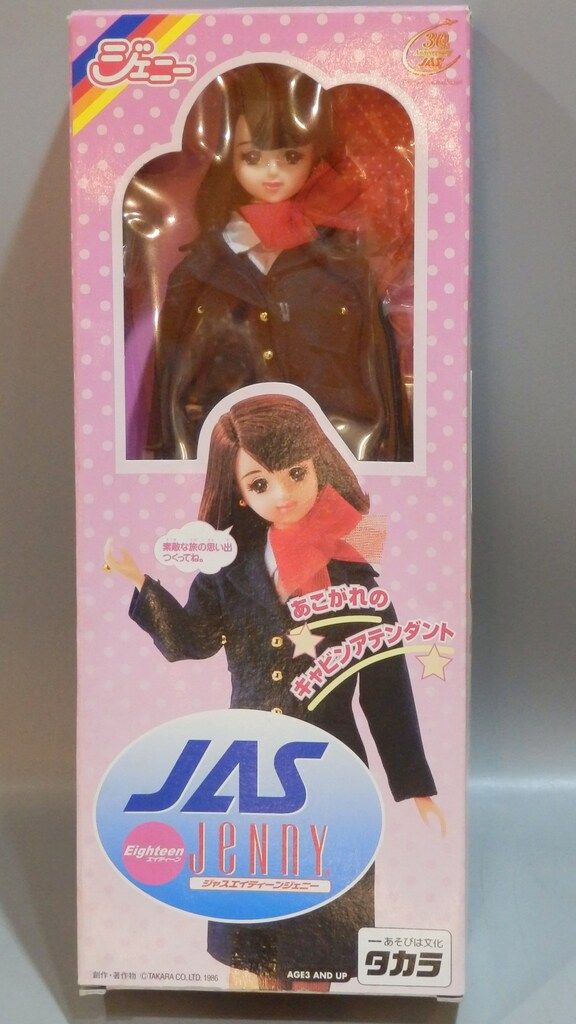 ジェニー
30
Anniversary
JAS
素敵な旅の思い出
つくってね。
あこがれの
キャビンアテンダント
JAS
Eighteen
エイティーン
JeNNY
ジャスエイティーンジェニー
創作・著作物 ©TAKARA CO.,LTD. 1986
AGE3 AND UP
あそびは文化
タカラ